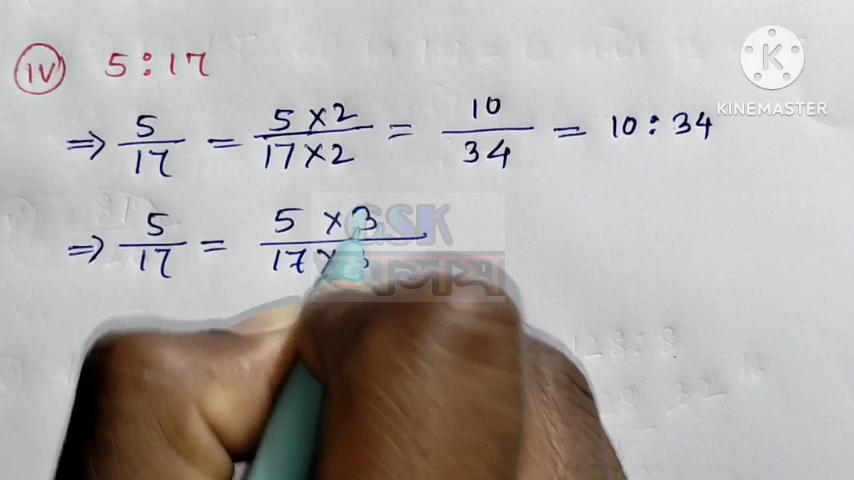 (iv) 5:17
KINEMASTER
⇒ 5/17 = 5×2/17×2 = 10/34 = 10:34
⇒ 5/17 = 5×3/17×
GSK